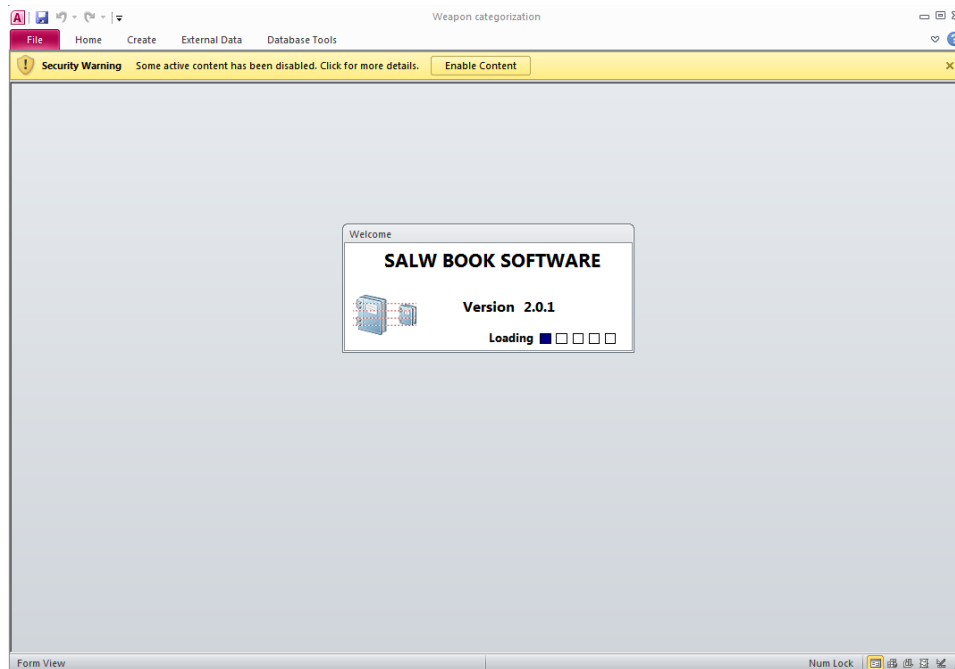 Weapon categorization
File Home Create External Data Database Tools
Security Warning Some active content has been disabled. Click for more details. Enable Content
Welcome
SALW BOOK SOFTWARE
Version 2.0.1
Loading
Form View Num Lock